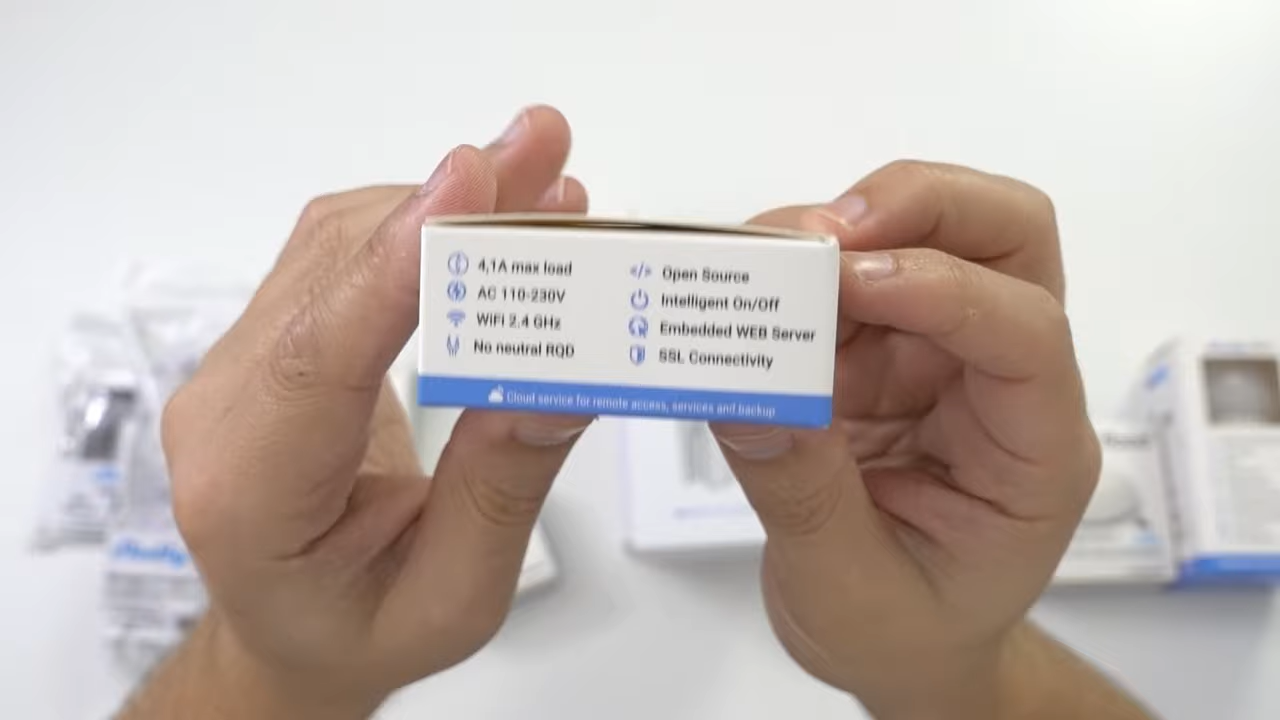 4,1A max load
AC 110-230V
WiFi 2.4 GHz
No neutral RQD
</> Open Source
Intelligent On/Off
Embedded WEB Server
SSL Connectivity
Cloud service for remote access, services and backup